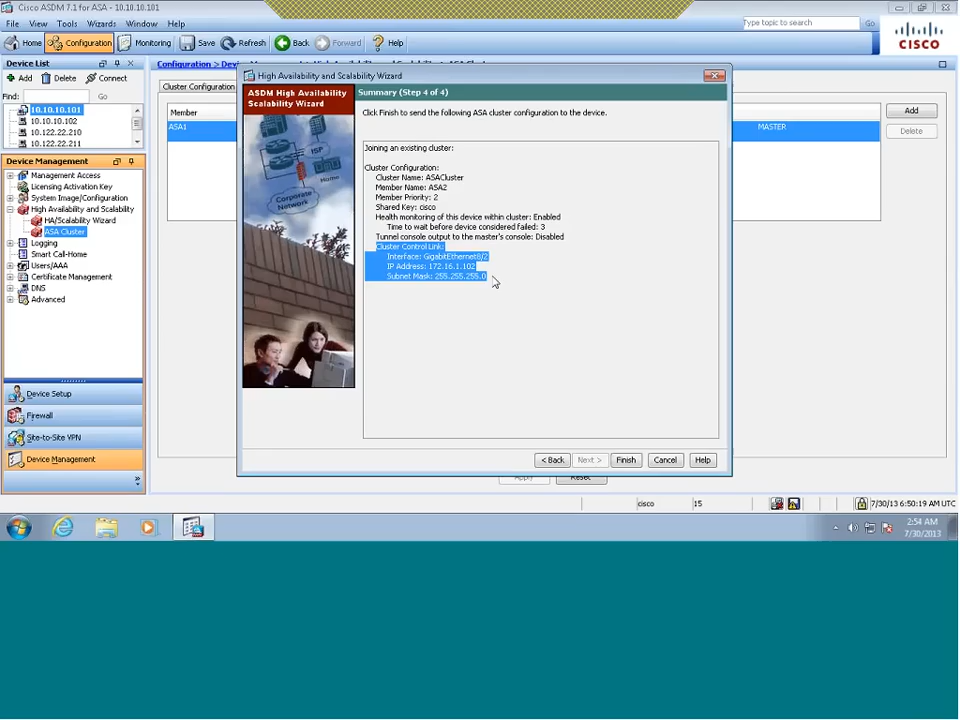 Cisco ASDM 7.1 for ASA - 10.10.10.101
File View Tools Wizards Window Help
Type topic to search Go
Home Configuration Monitoring Save Refresh Back Forward Help
CISCO
Device List
Add Delete Connect
Find: Go
10.10.10.101
10.10.10.102
10.122.22.210
10.122.22.211
Device Management
Management Access
Licensing Activation Key
System Image/Configuration
High Availability and Scalability
HA/Scalability Wizard
ASA Cluster
Logging
Smart Call-Home
Users/AAA
Certificate Management
DNS
Advanced
Device Setup
Firewall
Site-to-Site VPN
Device Management
Cluster Configuration
Member
ASA1
MASTER
Add
Delete
High Availability and Scalability Wizard
ASDM High Availability
Scalability Wizard
ISP
Home
Corporate
Network
Summary (Step 4 of 4)
Click Finish to send the following ASA cluster configuration to the device.
Joining an existing cluster:
Cluster Configuration:
Cluster Name: ASACluster
Member Name: ASA2
Member Priority: 2
Shared Key: cisco
Health monitoring of this device within cluster: Enabled
Time to wait before device considered failed: 3
Tunnel console output to the master's console: Disabled
Cluster Control Link:
Interface: GigabitEthernet8/2
IP Address: 172.16.1.102
Subnet Mask: 255.255.255.0
< Back Next > Finish Cancel Help
Apply Reset
cisco 15 7/30/13 6:50:19 AM UTC
2:54 AM
7/30/2013